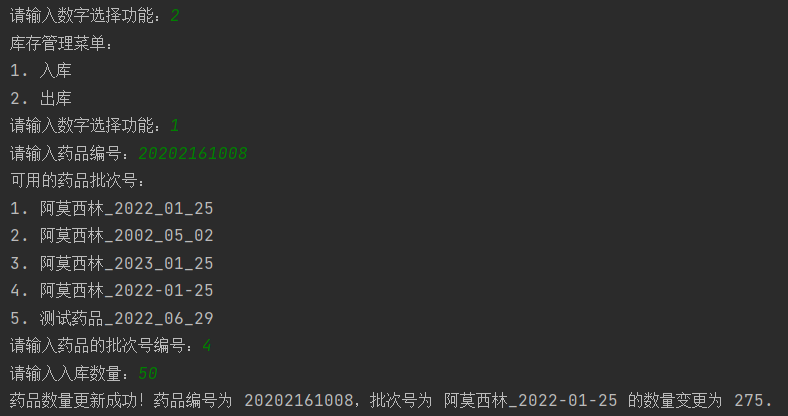 请输入数字选择功能：2
库存管理菜单：
1. 入库
2. 出库
请输入数字选择功能：1
请输入药品编号：20202161008
可用的药品批次号：
1. 阿莫西林_2022_01_25
2. 阿莫西林_2002_05_02
3. 阿莫西林_2023_01_25
4. 阿莫西林_2022-01-25
5. 测试药品_2022_06_29
请输入药品的批次号编号：4
请输入入库数量：50
药品数量更新成功！药品编号为 20202161008，批次号为 阿莫西林_2022-01-25 的数量变更为 275.